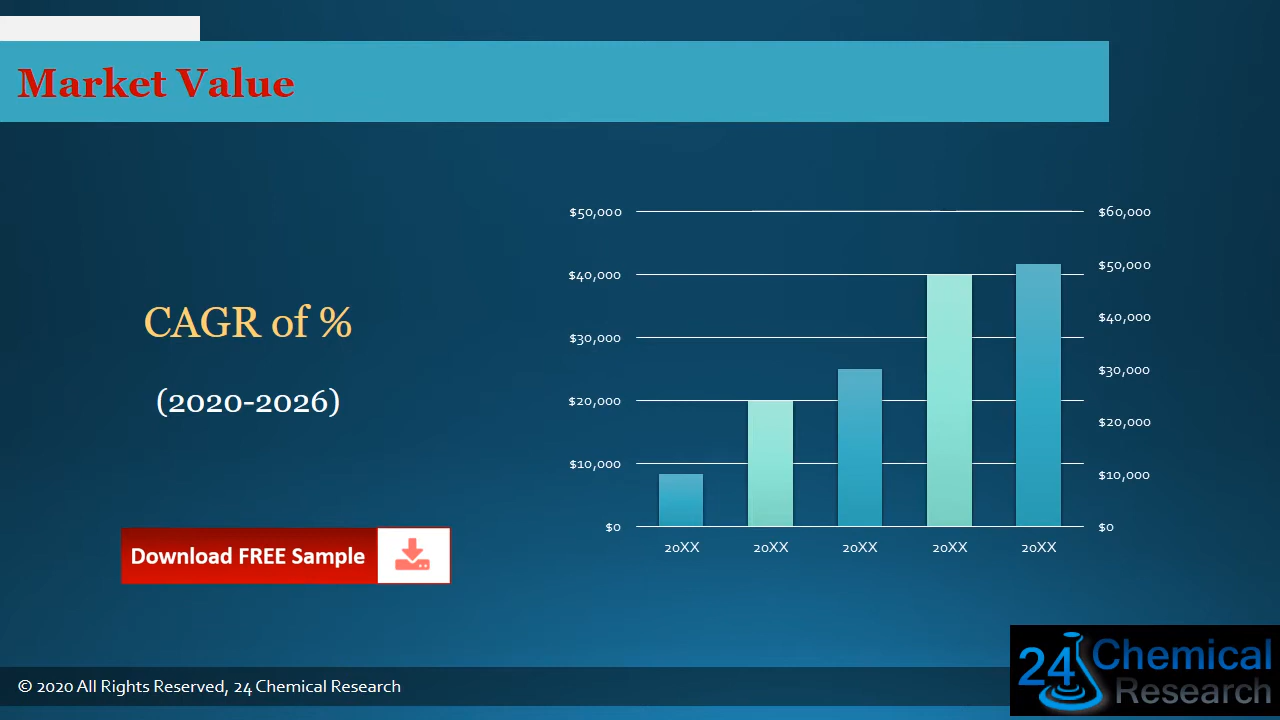 Market Value
CAGR of %
(2020-2026)
Download FREE Sample
$50,000
$40,000
$30,000
$20,000
$10,000
$0
$60,000
$50,000
$40,000
$30,000
$20,000
$10,000
$0
20XX 20XX 20XX 20XX 20XX
© 2020 All Rights Reserved, 24 Chemical Research
24 Chemical
Research